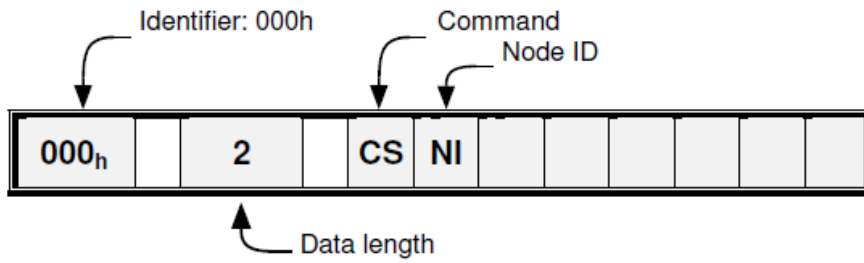 Identifier: 000h
Command
Node ID
000h 2 CS NI
Data length